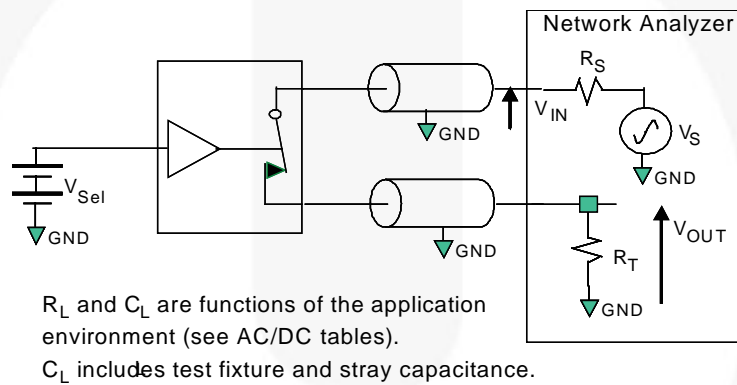 Network Analyzer
R_S
V_IN
GND
V_S
GND
V_Sel
GND
GND
V_OUT
R_T
GND
R_L and C_L are functions of the application
environment (see AC/DC tables).
C_L includes test fixture and stray capacitance.